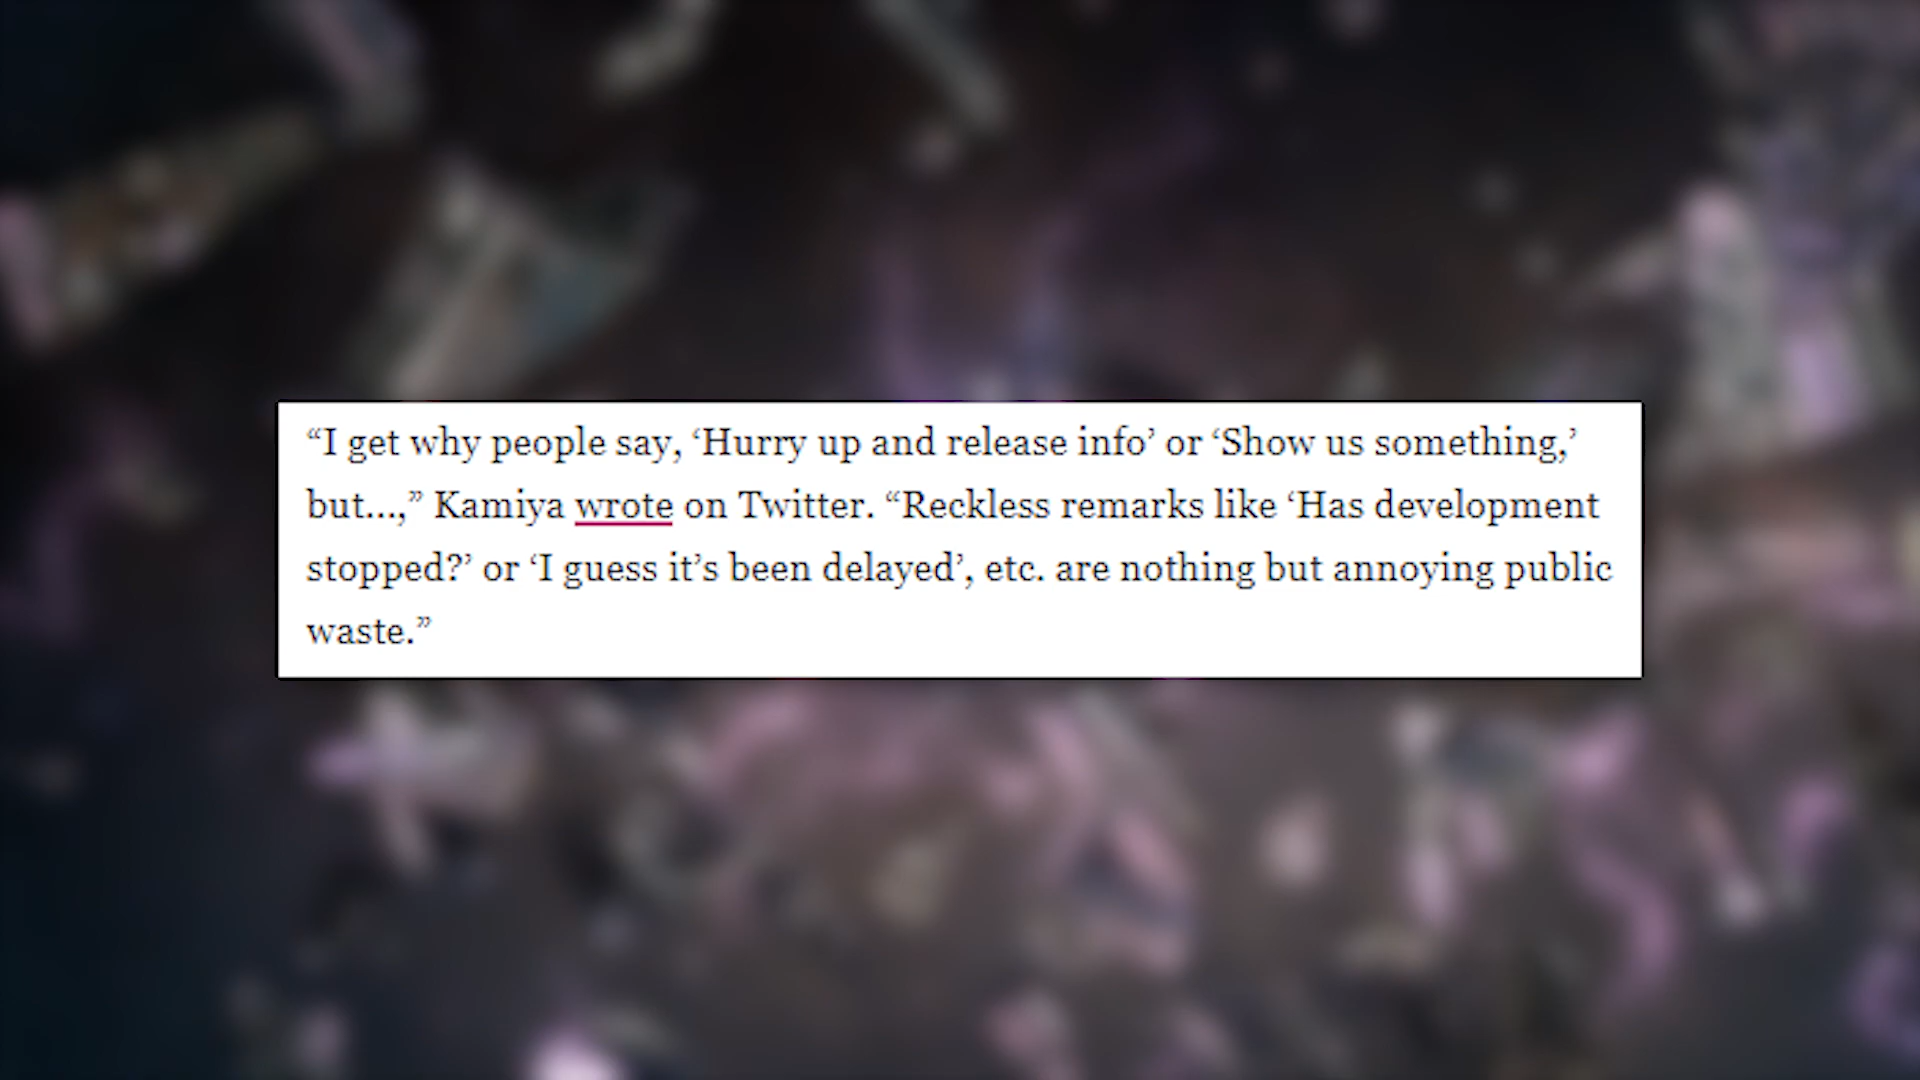 “I get why people say, ‘Hurry up and release info’ or ‘Show us something,’
but...,” Kamiya wrote on Twitter. “Reckless remarks like ‘Has development
stopped?’ or ‘I guess it’s been delayed’, etc. are nothing but annoying public
waste.”